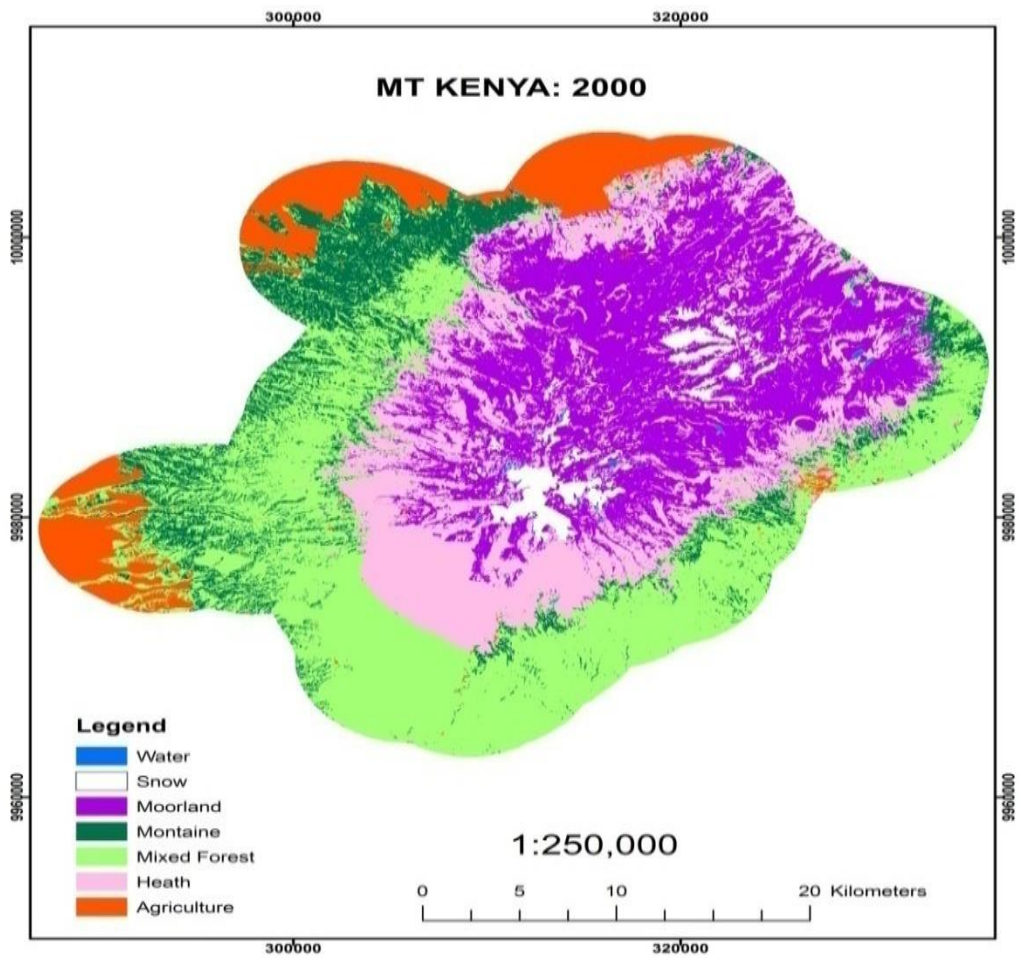 300000 320000
MT KENYA: 2000
10000000 10000000
9980000 9980000
9960000 9960000
Legend
Water
Snow
Moorland
Montaine
Mixed Forest
Heath
Agriculture
1:250,000
0 5 10 20 Kilometers
300000 320000